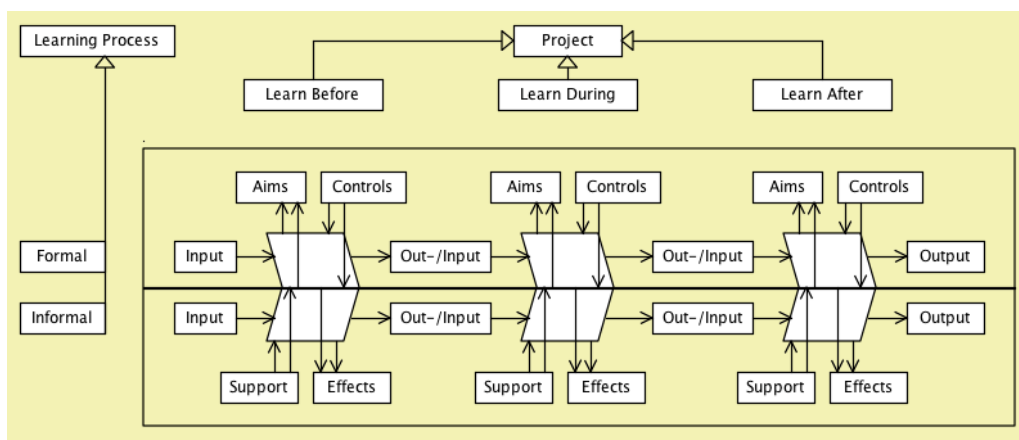 Learning Process
Project
Learn Before
Learn During
Learn After
Aims
Controls
Aims
Controls
Aims
Controls
Formal
Input
Out-/Input
Out-/Input
Output
Informal
Input
Out-/Input
Out-/Input
Output
Support
Effects
Support
Effects
Support
Effects